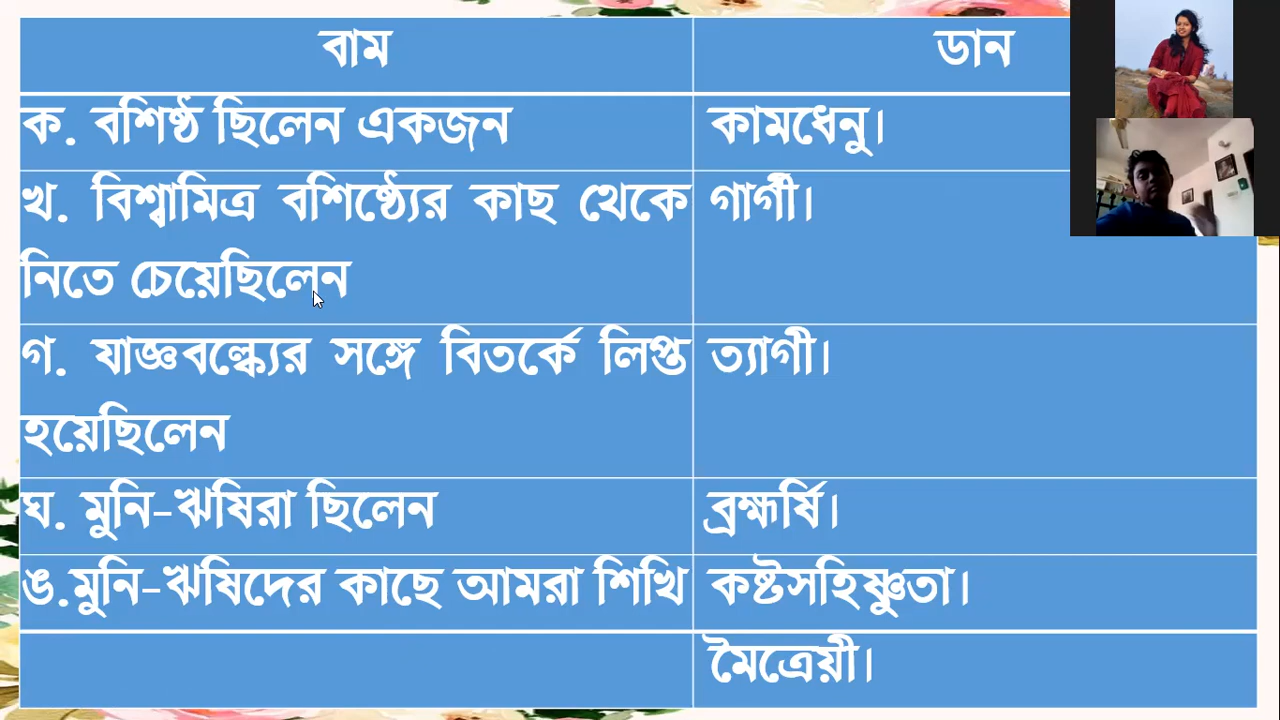 বাম ডান
ক. বশিষ্ঠ ছিলেন একজন কামধেনু।
খ. বিশ্বামিত্র বশিষ্ঠ্যের কাছ থেকে গার্গী।
নিতে চেয়েছিলেন
গ. যাজ্ঞবল্ক্যের সঙ্গে বিতর্কে লিপ্ত ত্যাগী।
হয়েছিলেন
ঘ. মুনি-ঋষিরা ছিলেন ব্রহ্মর্ষি।
ঙ.মুনি-ঋষিদের কাছে আমরা শিখি কষ্টসহিষ্ণুতা।
মৈত্রেয়ী।